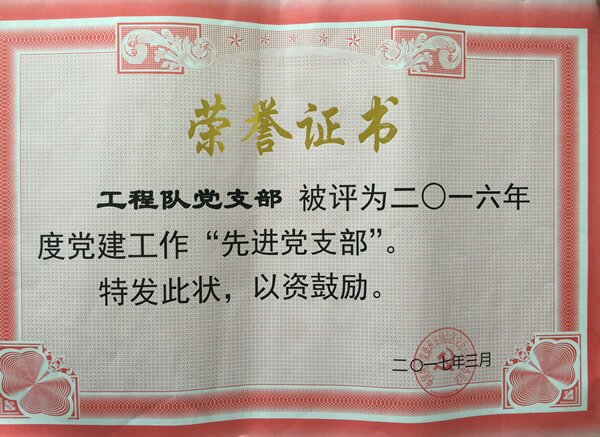 荣誉证书
工程队党支部 被评为二〇一六年
度党建工作“先进党支部”。
特发此状，以资鼓励。
二〇一七年三月